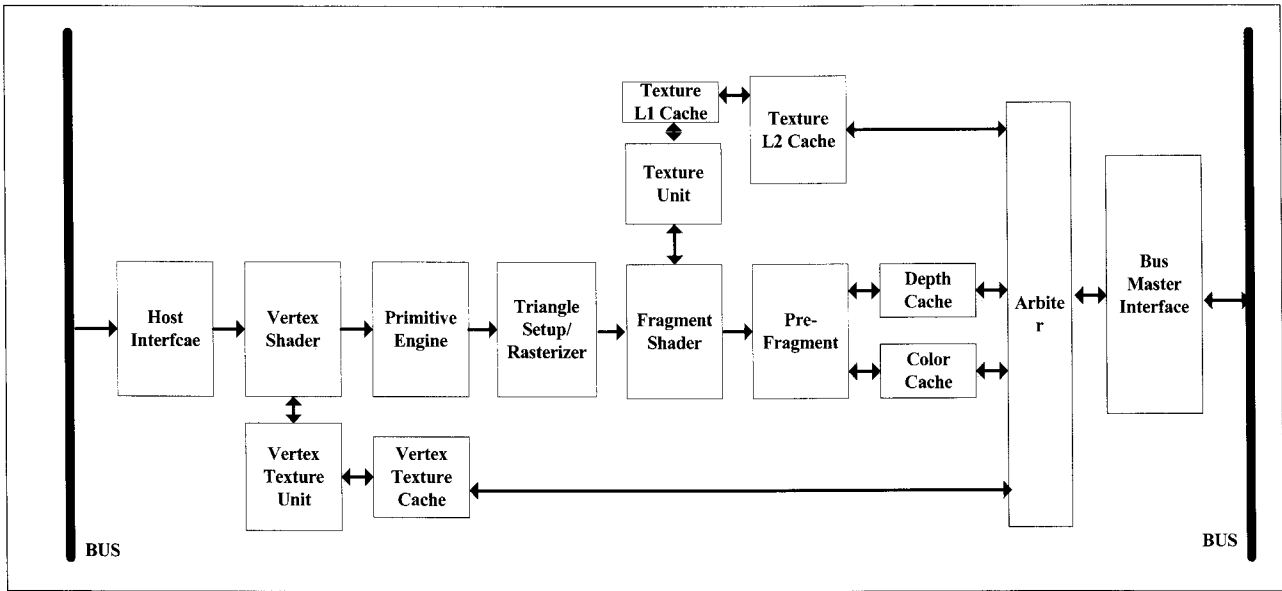 Texture
L1 Cache
Texture
L2 Cache
Texture
Unit
Host
Interfcae
Vertex
Shader
Primitive
Engine
Triangle
Setup/
Rasterizer
Fragment
Shader
Pre-
Fragment
Depth
Cache
Color
Cache
Arbite
r
Bus
Master
Interface
Vertex
Texture
Unit
Vertex
Texture
Cache
BUS
BUS